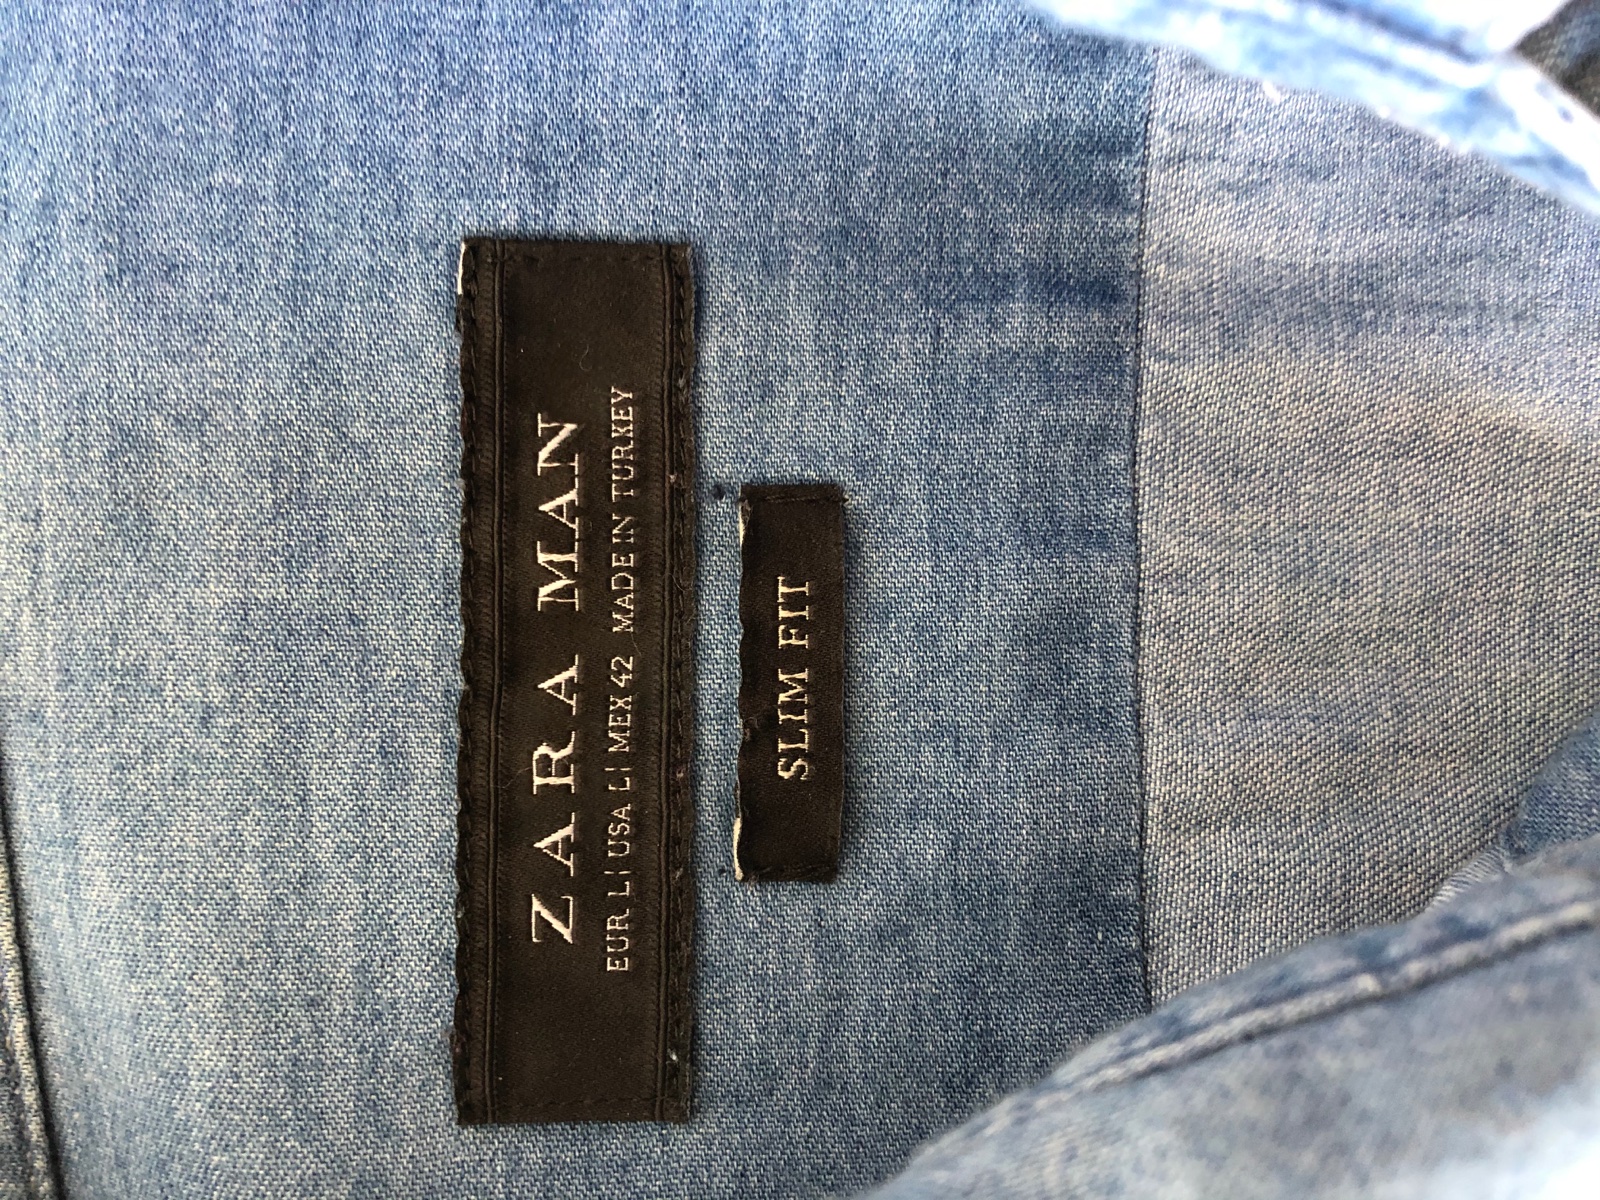 ZARA MAN
EUR L | USA L | MEX 42 MADE IN TURKEY
SLIM FIT